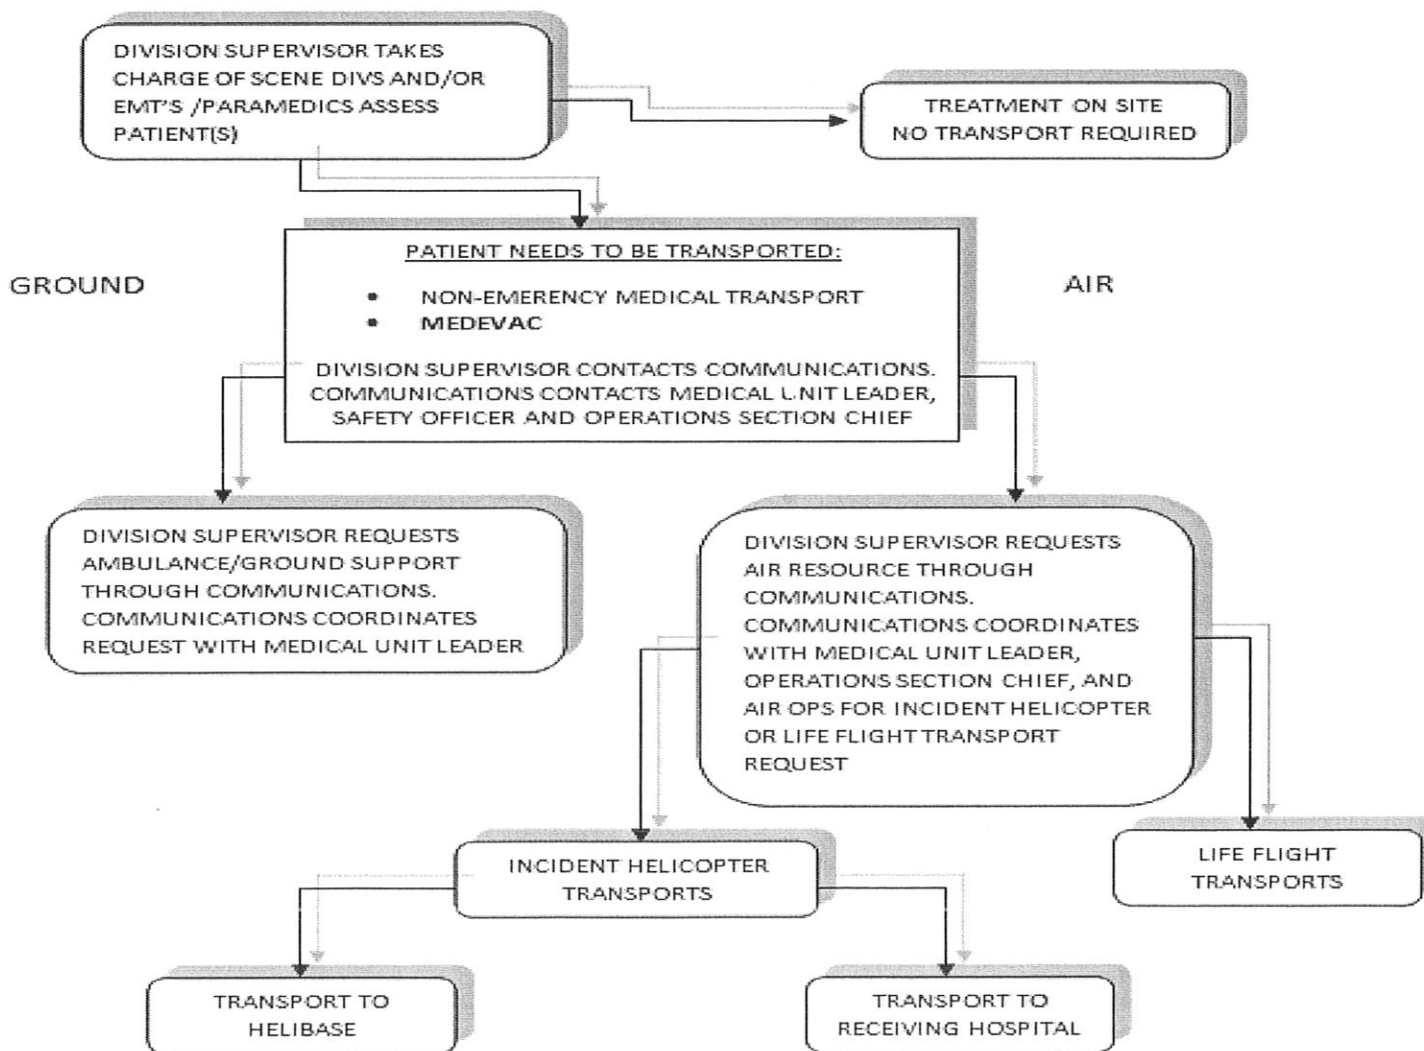 DIVISION SUPERVISOR TAKES
CHARGE OF SCENE DIVS AND/OR
EMT'S /PARAMEDICS ASSESS
PATIENT(S)
TREATMENT ON SITE
NO TRANSPORT REQUIRED
GROUND
AIR
PATIENT NEEDS TO BE TRANSPORTED:
• NON-EMERENCY MEDICAL TRANSPORT
• MEDEVAC
DIVISION SUPERVISOR CONTACTS COMMUNICATIONS.
COMMUNICATIONS CONTACTS MEDICAL UNIT LEADER,
SAFETY OFFICER AND OPERATIONS SECTION CHIEF
DIVISION SUPERVISOR REQUESTS
AMBULANCE/GROUND SUPPORT
THROUGH COMMUNICATIONS.
COMMUNICATIONS COORDINATES
REQUEST WITH MEDICAL UNIT LEADER
DIVISION SUPERVISOR REQUESTS
AIR RESOURCE THROUGH
COMMUNICATIONS.
COMMUNICATIONS COORDINATES
WITH MEDICAL UNIT LEADER,
OPERATIONS SECTION CHIEF, AND
AIR OPS FOR INCIDENT HELICOPTER
OR LIFE FLIGHT TRANSPORT
REQUEST
INCIDENT HELICOPTER
TRANSPORTS
LIFE FLIGHT
TRANSPORTS
TRANSPORT TO
HELIBASE
TRANSPORT TO
RECEIVING HOSPITAL